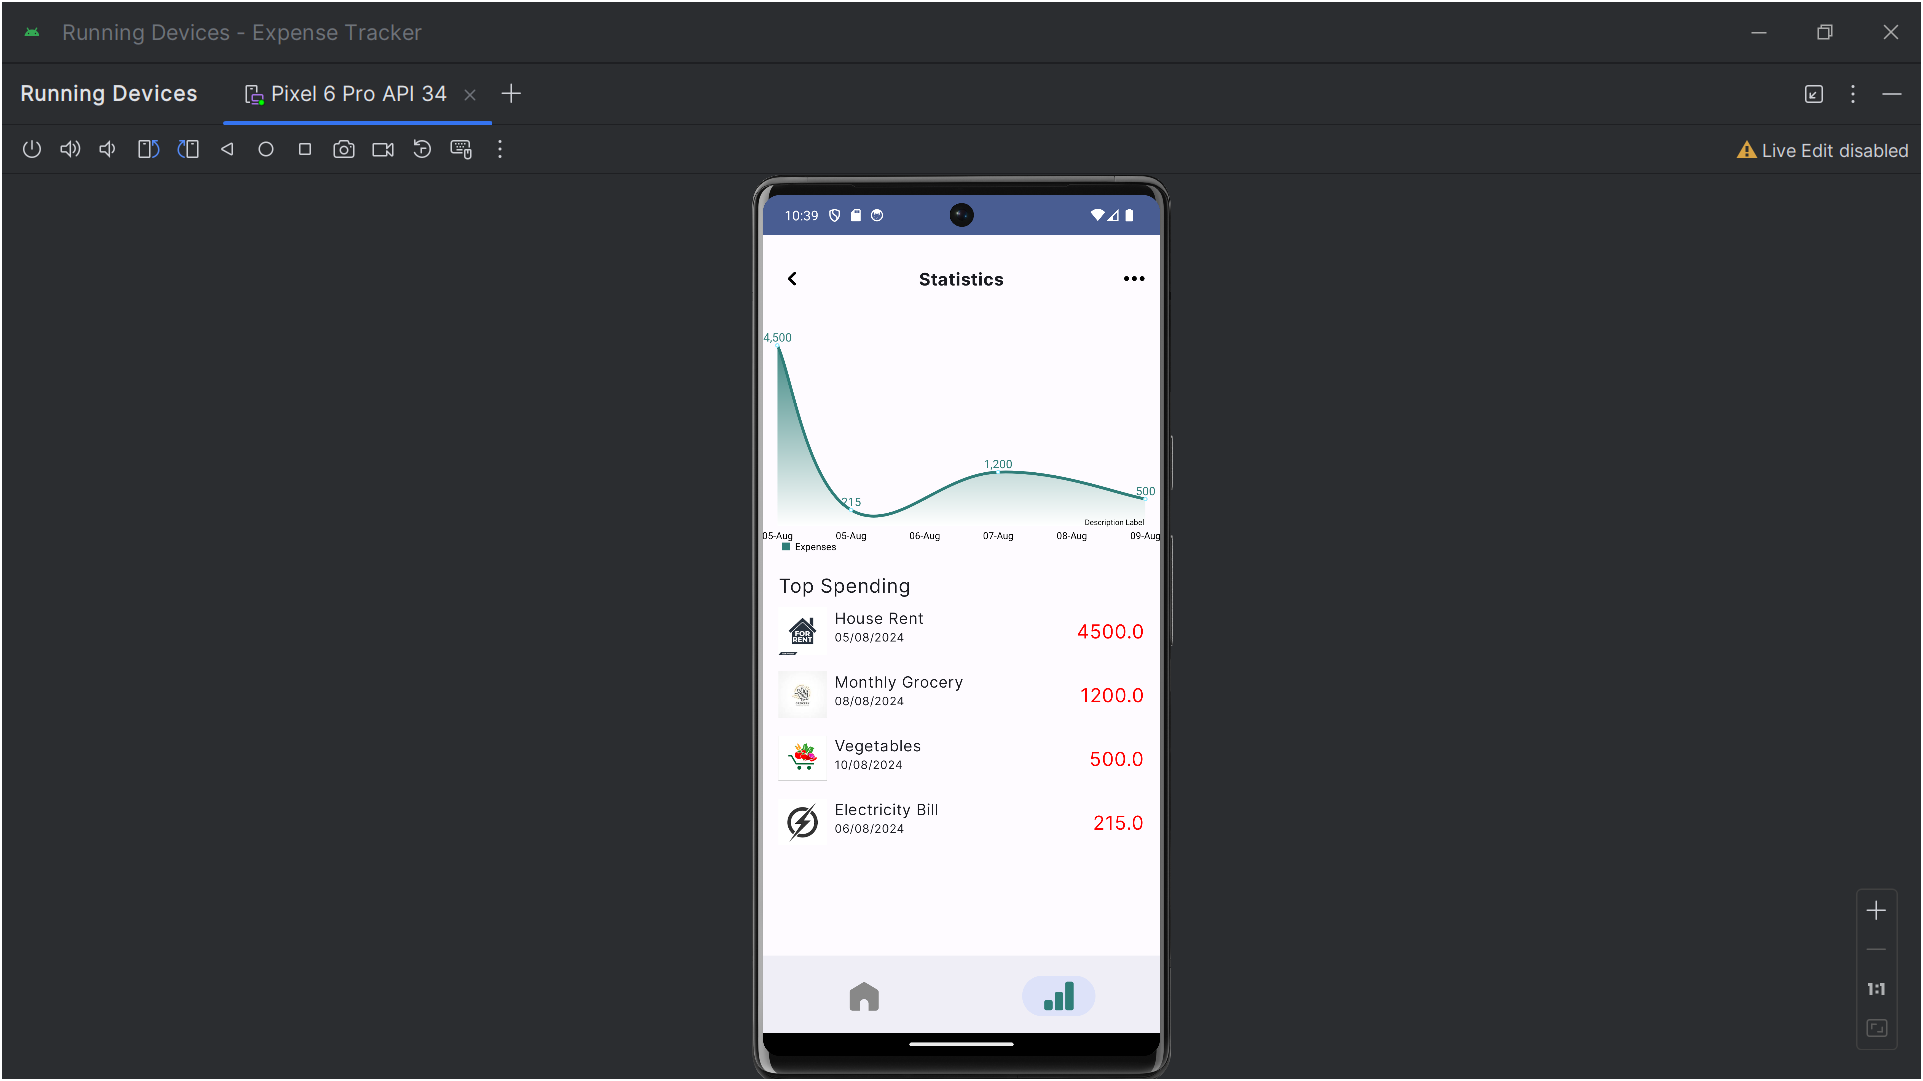 Running Devices - Expense Tracker
Running Devices
Pixel 6 Pro API 34
Live Edit disabled
10:39
Statistics
4,500
1,200
500
215
Description Label
05-Aug 05-Aug 06-Aug 07-Aug 08-Aug 09-Aug
Expenses
Top Spending
House Rent
05/08/2024
4500.0
FOR
RENT
Monthly Grocery
08/08/2024
1200.0
Vegetables
10/08/2024
500.0
Electricity Bill
06/08/2024
215.0
1:1